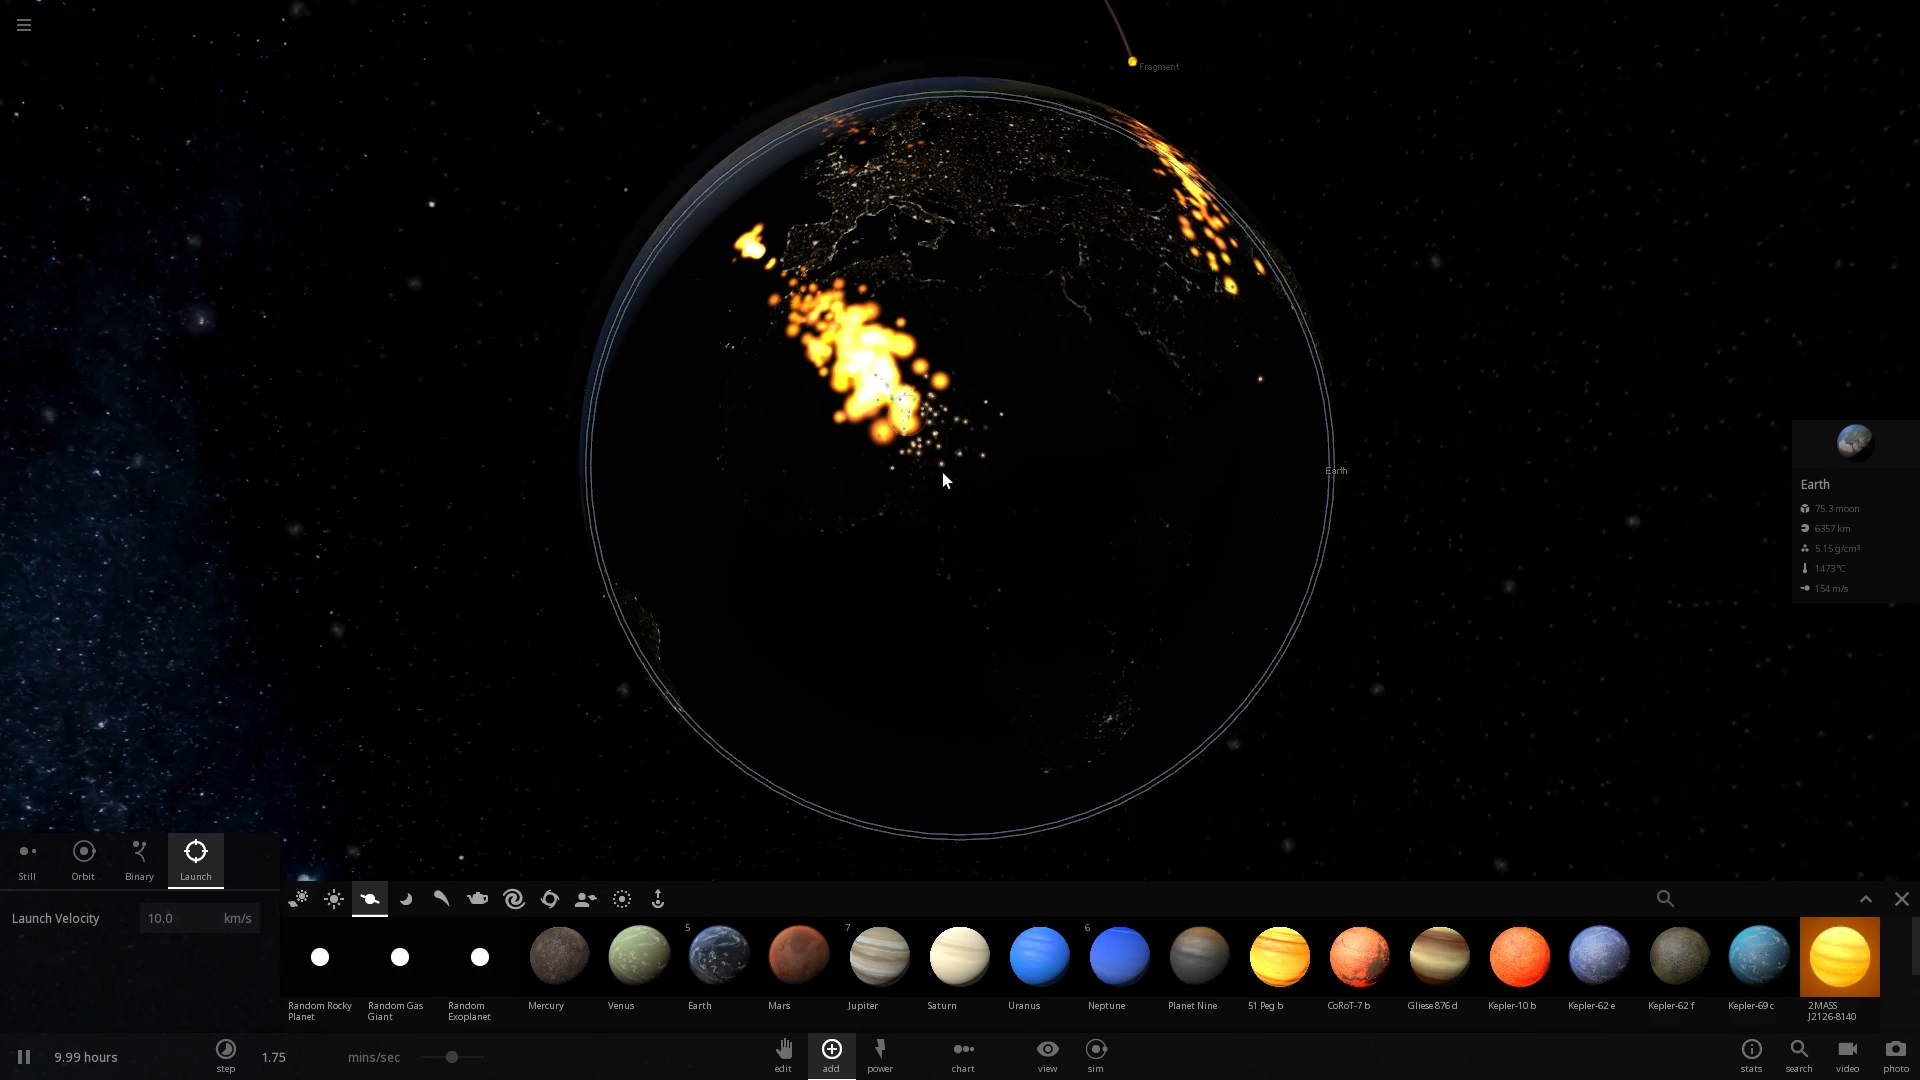 Fragment
Earth
Earth
75.3 moon
6357 km
5.15 g/cm³
1473 °C
154 m/s
Still
Orbit
Binary
Launch
Launch Velocity
10.0 km/s
5
7
6
Random Rocky
Planet
Random Gas
Giant
Random
Exoplanet
Mercury
Venus
Earth
Mars
Jupiter
Saturn
Uranus
Neptune
Planet Nine
51 Peg b
CoRoT-7 b
Gliese 876 d
Kepler-10 b
Kepler-62 e
Kepler-62 f
Kepler-69 c
2MASS
J2126-8140
9.99 hours
step
1.75
mins/sec
edit
add
power
chart
view
sim
stats
search
video
photo